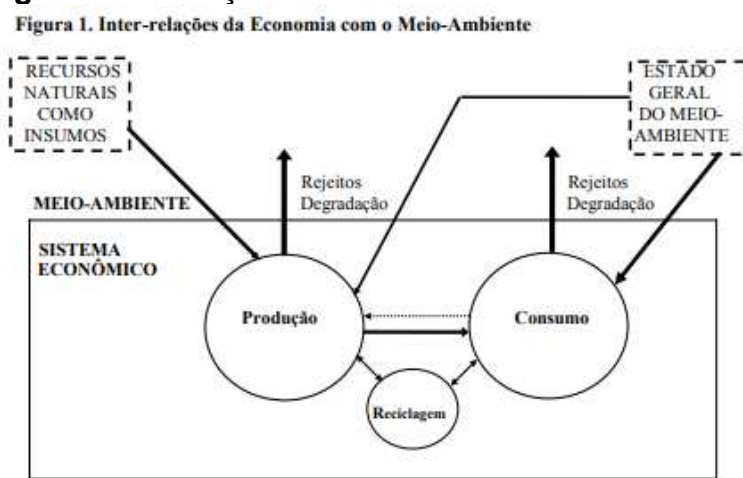 Figura 1. Inter-relações da Economia com o Meio-Ambiente
RECURSOS
NATURAIS
COMO
INSUMOS
ESTADO
GERAL
DO MEIO-
AMBIENTE
Rejeitos
Degradação
Rejeitos
Degradação
MEIO-AMBIENTE
SISTEMA
ECONÔMICO
Produção
Consumo
Reciclagem